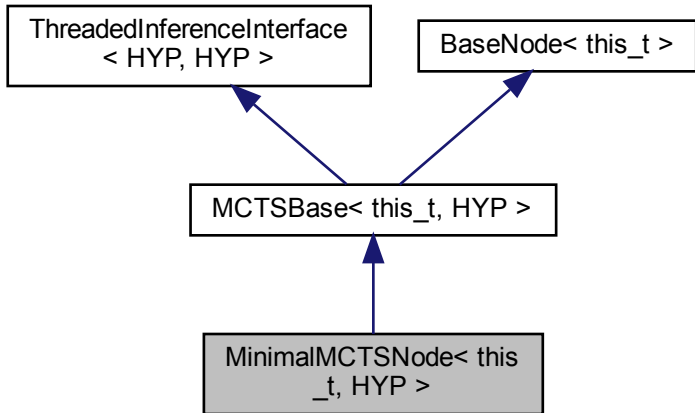 ThreadedInferenceInterface
< HYP, HYP >
BaseNode< this_t >
MCTSBase< this_t, HYP >
MinimalMCTSNode< this
_t, HYP >